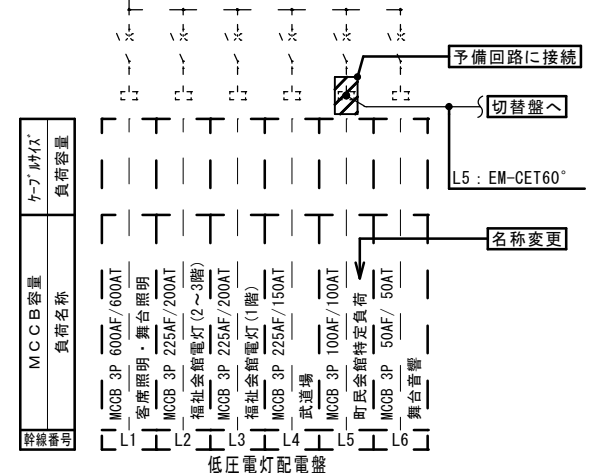 予備回路に接続
切替盤へ
L5 : EM-CET60°
名称変更
ケーブルサイズ
負荷容量
MCCB容量
負荷名称
幹線番号
MCCB 3P 600AF/600AT
客席照明・舞台照明
MCCB 3P 225AF/200AT
福祉会館電灯(2～3階)
MCCB 3P 225AF/200AT
福祉会館電灯(1階)
MCCB 3P 225AF/150AT
武道場
MCCB 3P 100AF/100AT
町民会館特定負荷
MCCB 3P 50AF/ 50AT
舞台音響
L1
L2
L3
L4
L5
L6
低圧電灯配電盤